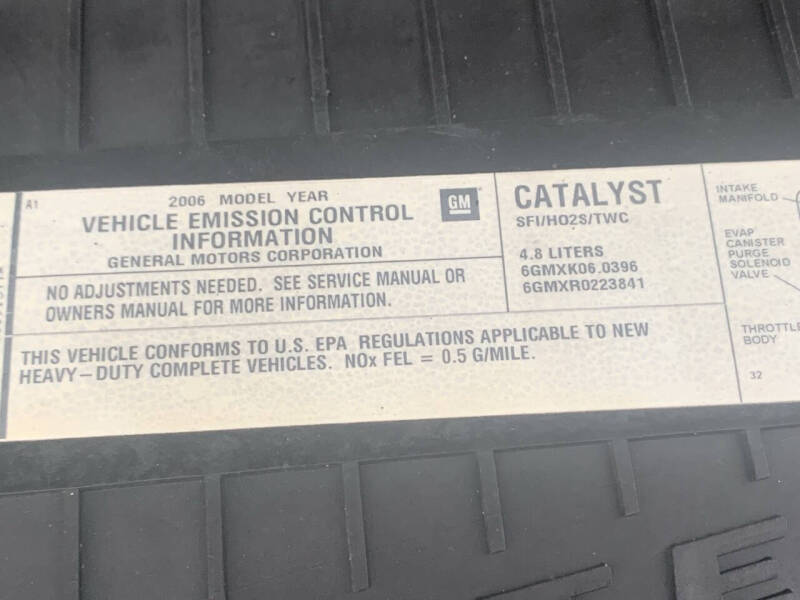 A1
2006 MODEL YEAR
VEHICLE EMISSION CONTROL
INFORMATION
GENERAL MOTORS CORPORATION
GM
NO ADJUSTMENTS NEEDED. SEE SERVICE MANUAL OR
OWNERS MANUAL FOR MORE INFORMATION.
CATALYST
SFI/HO2S/TWC
4.8 LITERS
6GMXK06.0396
6GMXR0223841
THIS VEHICLE CONFORMS TO U.S. EPA REGULATIONS APPLICABLE TO NEW
HEAVY-DUTY COMPLETE VEHICLES. NOx FEL = 0.5 G/MILE.
INTAKE
MANIFOLD
EVAP
CANISTER
PURGE
SOLENOID
VALVE
THROTTLE
BODY
32